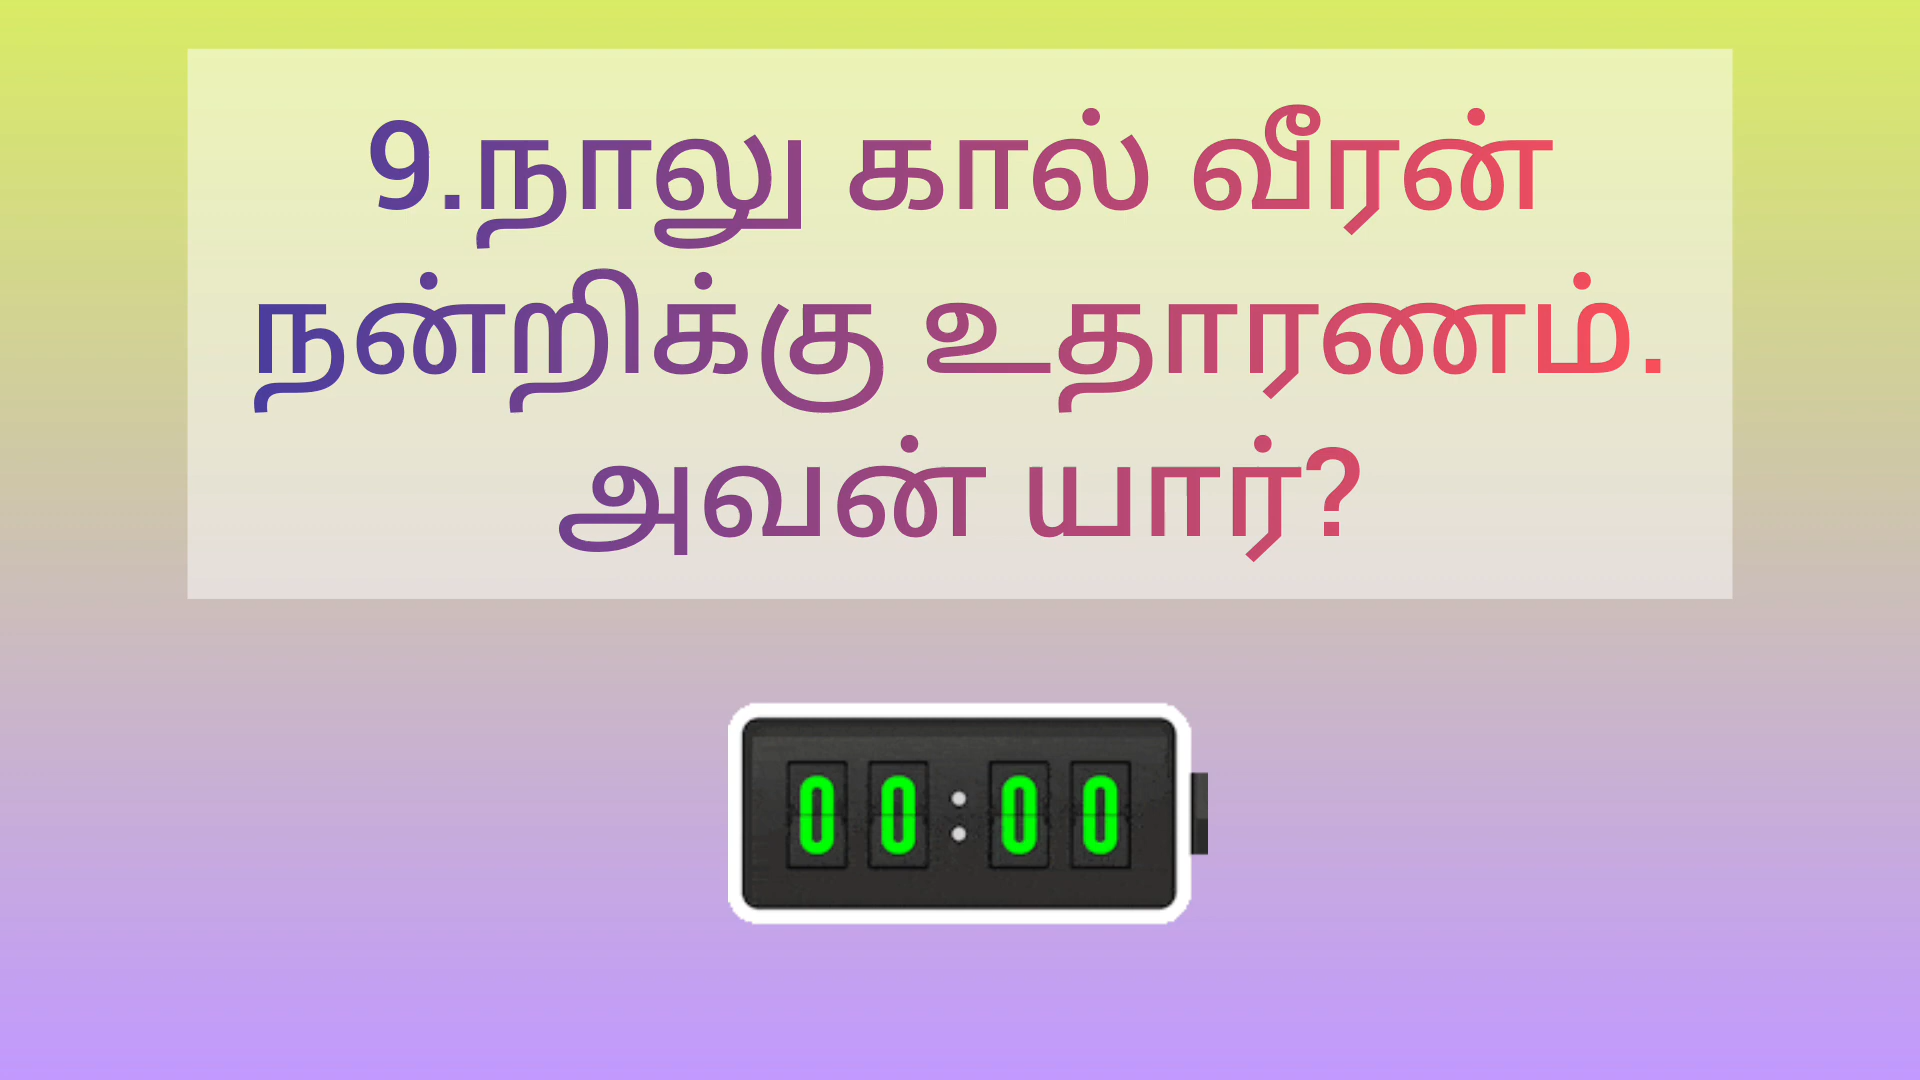 9.நாலு கால் வீரன்
நன்றிக்கு உதாரணம்.
அவன் யார்?
00:00